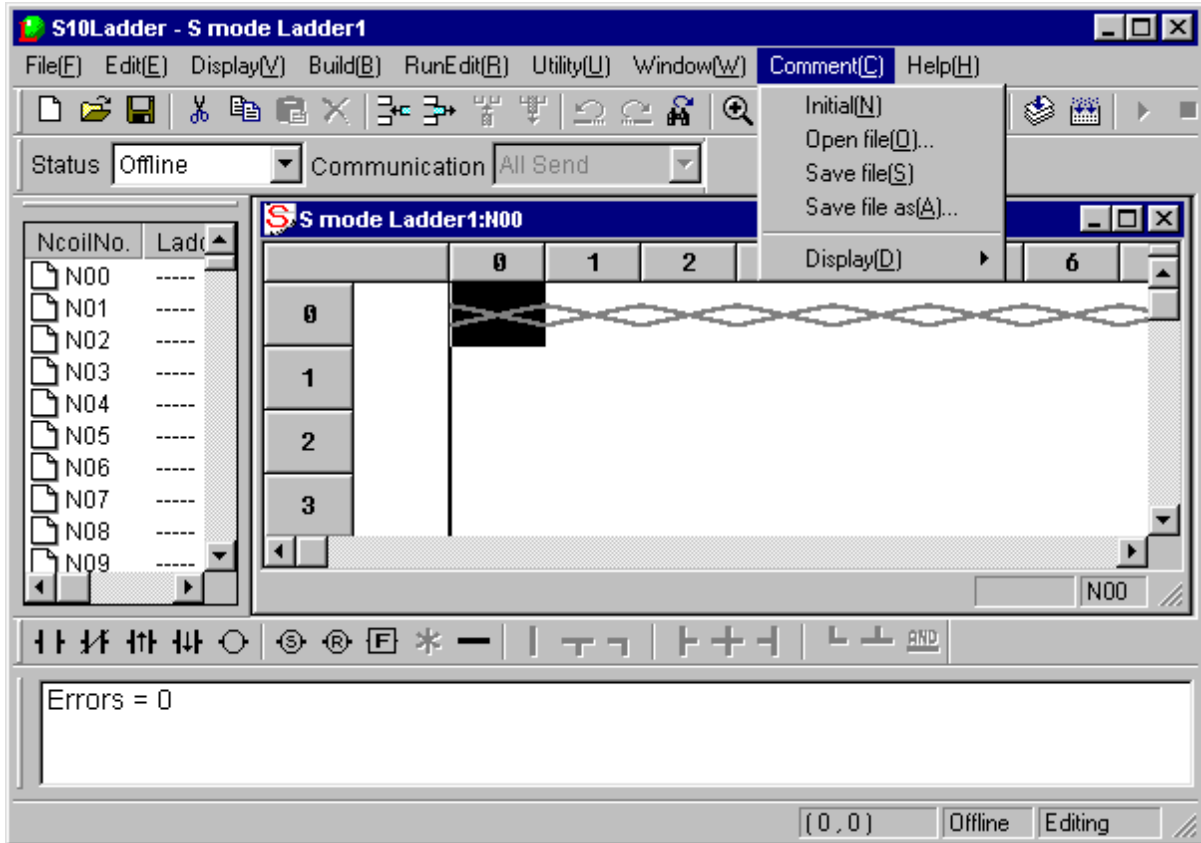 S10Ladder - S mode Ladder1
File(F) Edit(E) Display(V) Build(B) RunEdit(R) Utility(U) Window(W) Comment(C) Help(H)
Initial(N)
Open file(O)...
Save file(S)
Save file as(A)...
Display(D)
Status Offline Communication All Send
NcoilNo. Ladd
N00 -----
N01 -----
N02 -----
N03 -----
N04 -----
N05 -----
N06 -----
N07 -----
N08 -----
N09 -----
S S mode Ladder1:N00
0 1 2 6
0
1
2
3
N00
S R F AND
Errors = 0
(0,0) Offline Editing